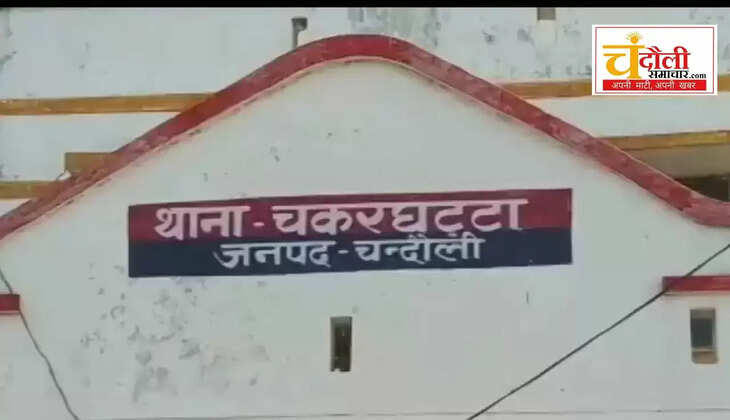 चंदौली
समाचार.com
अपनी माटी, अपनी खबर
थाना - चकरघट्टा
जनपद - चन्दौली